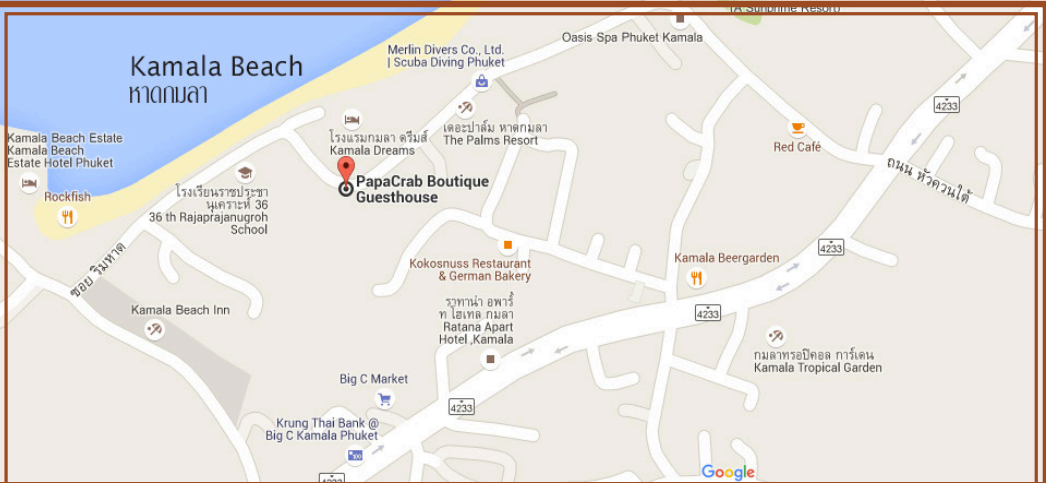 (A Sunprime Resort)
Oasis Spa Phuket Kamala
Kamala Beach
หาดกมลา
Merlin Divers Co., Ltd.
| Scuba Diving Phuket
4233
Kamala Beach Estate
Kamala Beach
Estate Hotel Phuket
โรงแรมกมลา ดรีมส์
Kamala Dreams
เดอะปาล์ม หาดกมลา
The Palms Resort
Red Café
ถนน หัวควนใต้
PapaCrab Boutique
Guesthouse
Rockfish
โรงเรียนราชประชา
นุเคราะห์ 36
36 th Rajaprajanugroh
School
ซอย ริมหาด
Kokosnuss Restaurant
& German Bakery
Kamala Beergarden
4233
Kamala Beach Inn
ราทาน่า อพาร์
ท โฮเทล กมลา
Ratana Apart
Hotel ,Kamala
4233
กมลาทรอปิคอล การ์เดน
Kamala Tropical Garden
Big C Market
4233
Krung Thai Bank @
Big C Kamala Phuket
4233
Google